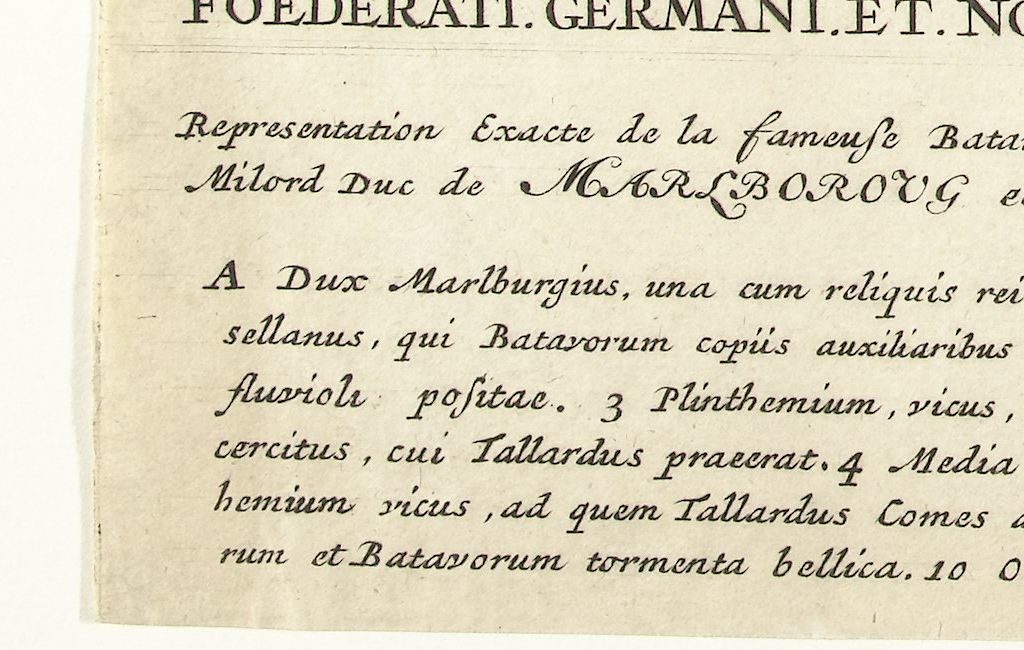 FOEDERATI. GERMANI. ET. NO
Representation Exacte de la fameuſe Batai
Milord Duc de MARLBOROUG e
A Dux Marlburgius, una cum reliquis rei
sellanus, qui Batavorum copiis auxiliaribus
fluvioli poſitae. 3 Plinthemium, vicus,
cercitus, cui Tallardus praeerat. 4 Media
hemium vicus, ad quem Tallardus Comes a
rum et Batavorum tormenta bellica. 10 O